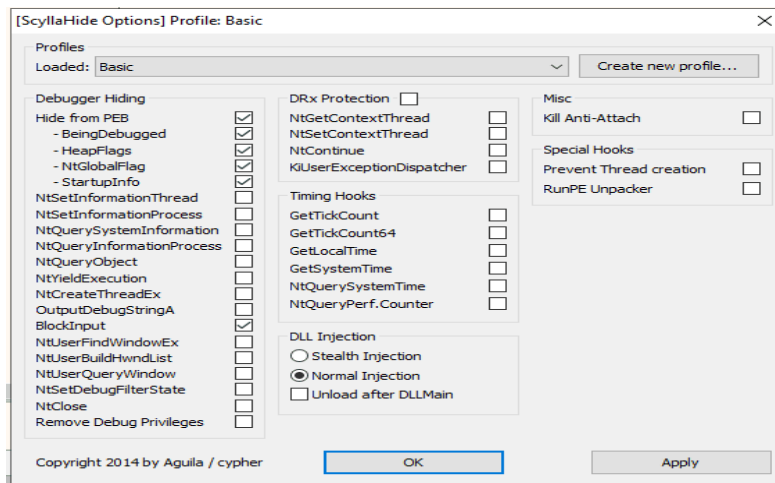 [ScyllaHide Options] Profile: Basic
Profiles
Loaded: Basic
Create new profile...
Debugger Hiding
Hide from PEB
- BeingDebugged
- HeapFlags
- NtGlobalFlag
- StartupInfo
NtSetInformationThread
NtSetInformationProcess
NtQuerySystemInformation
NtQueryInformationProcess
NtQueryObject
NtYieldExecution
NtCreateThreadEx
OutputDebugStringA
BlockInput
NtUserFindWindowEx
NtUserBuildHwndList
NtUserQueryWindow
NtSetDebugFilterState
NtClose
Remove Debug Privileges
DRx Protection
NtGetContextThread
NtSetContextThread
NtContinue
KiUserExceptionDispatcher
Timing Hooks
GetTickCount
GetTickCount64
GetLocalTime
GetSystemTime
NtQuerySystemTime
NtQueryPerf.Counter
DLL Injection
Stealth Injection
Normal Injection
Unload after DLLMain
Misc
Kill Anti-Attach
Special Hooks
Prevent Thread creation
RunPE Unpacker
Copyright 2014 by Aguila / cypher
OK
Apply